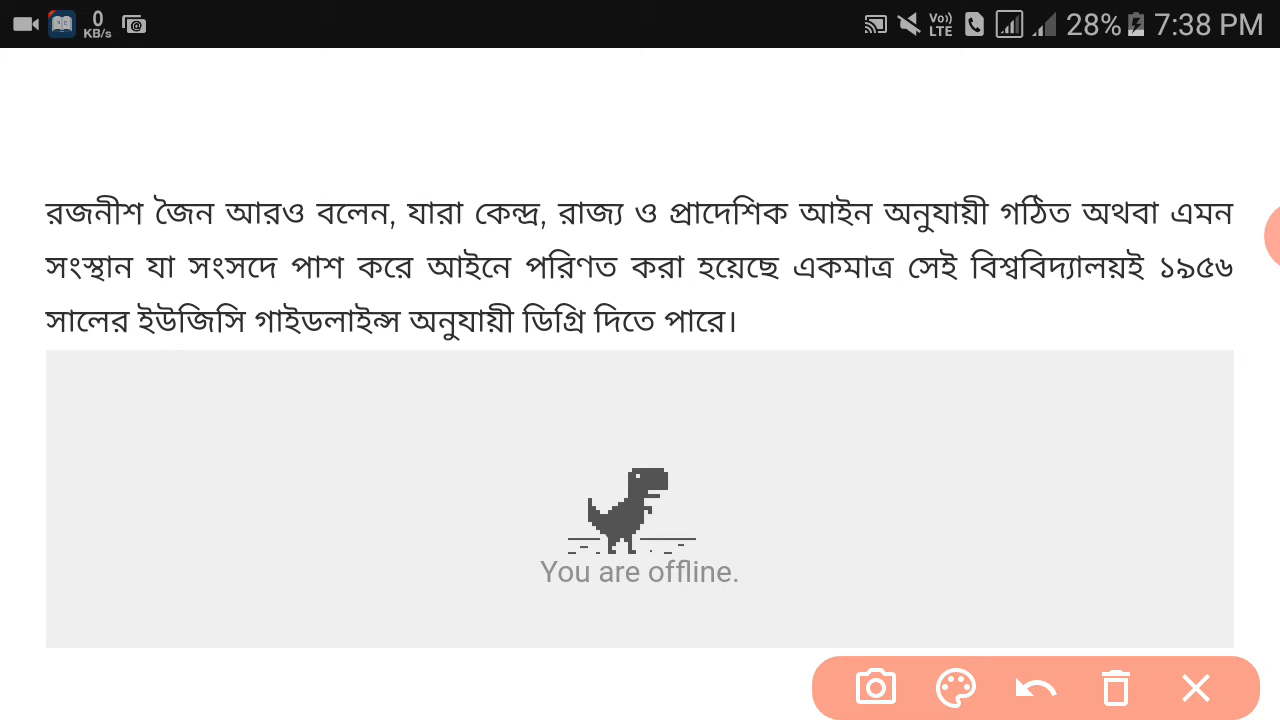 0 KB/s Vo)) LTE 28% 7:38 PM
রজনীশ জৈন আরও বলেন, যারা কেন্দ্র, রাজ্য ও প্রাদেশিক আইন অনুযায়ী গঠিত অথবা এমন
সংস্থান যা সংসদে পাশ করে আইনে পরিণত করা হয়েছে একমাত্র সেই বিশ্ববিদ্যালয়ই ১৯৫৬
সালের ইউজিসি গাইডলাইন্স অনুযায়ী ডিগ্রি দিতে পারে।
You are offline.